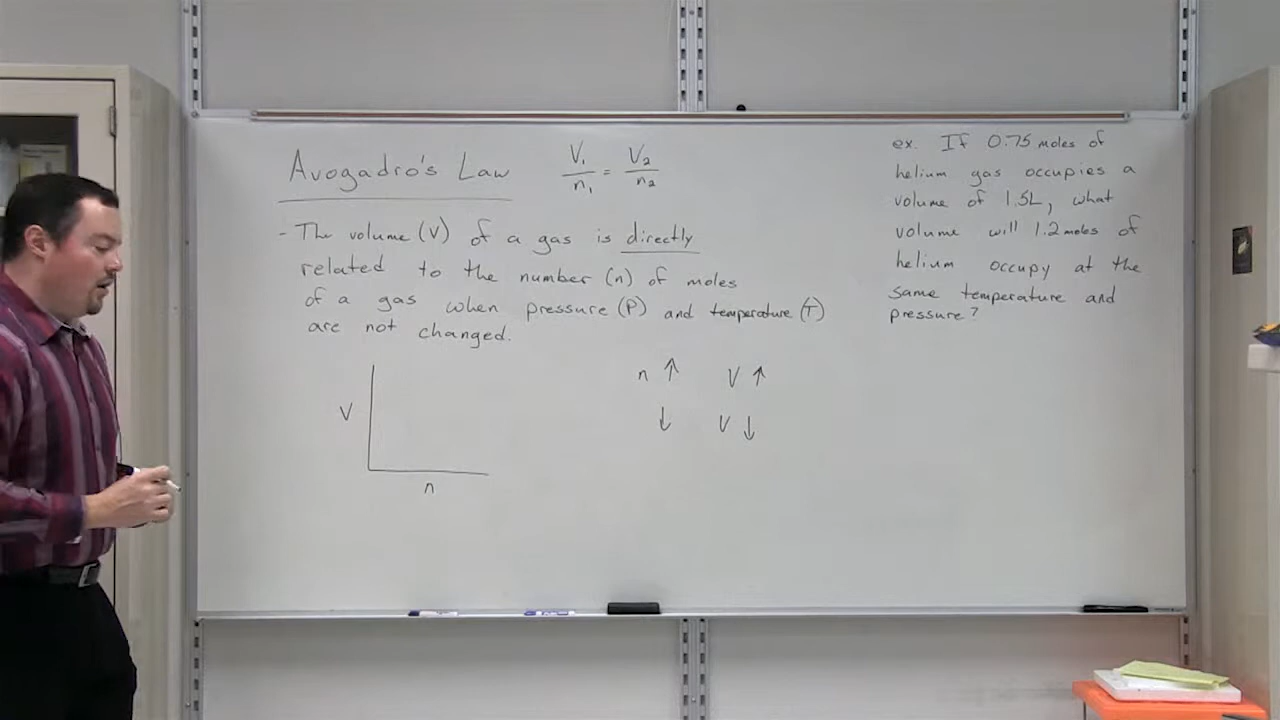 Avogadro's Law
V₁/n₁ = V₂/n₂
- The volume (V) of a gas is directly
related to the number (n) of moles
of a gas when pressure (P) and temperature (T)
are not changed.
V
n
n ↑ V ↑
↓ V ↓
ex. If 0.75 moles of
helium gas occupies a
volume of 1.5L, what
volume will 1.2 moles of
helium occupy at the
same temperature and
pressure?